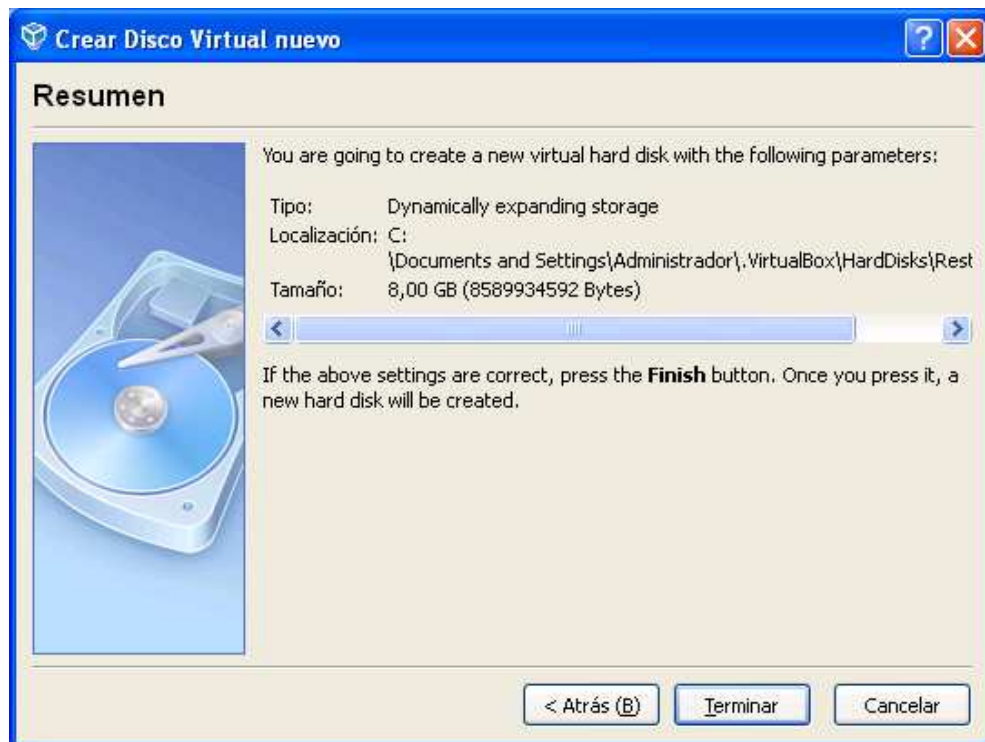 Crear Disco Virtual nuevo
Resumen
You are going to create a new virtual hard disk with the following parameters:
Tipo: Dynamically expanding storage
Localización: C:
\Documents and Settings\Administrador\.VirtualBox\HardDisks\Rest
Tamaño: 8,00 GB (8589934592 Bytes)
If the above settings are correct, press the Finish button. Once you press it, a
new hard disk will be created.
< Atrás (B) Terminar Cancelar